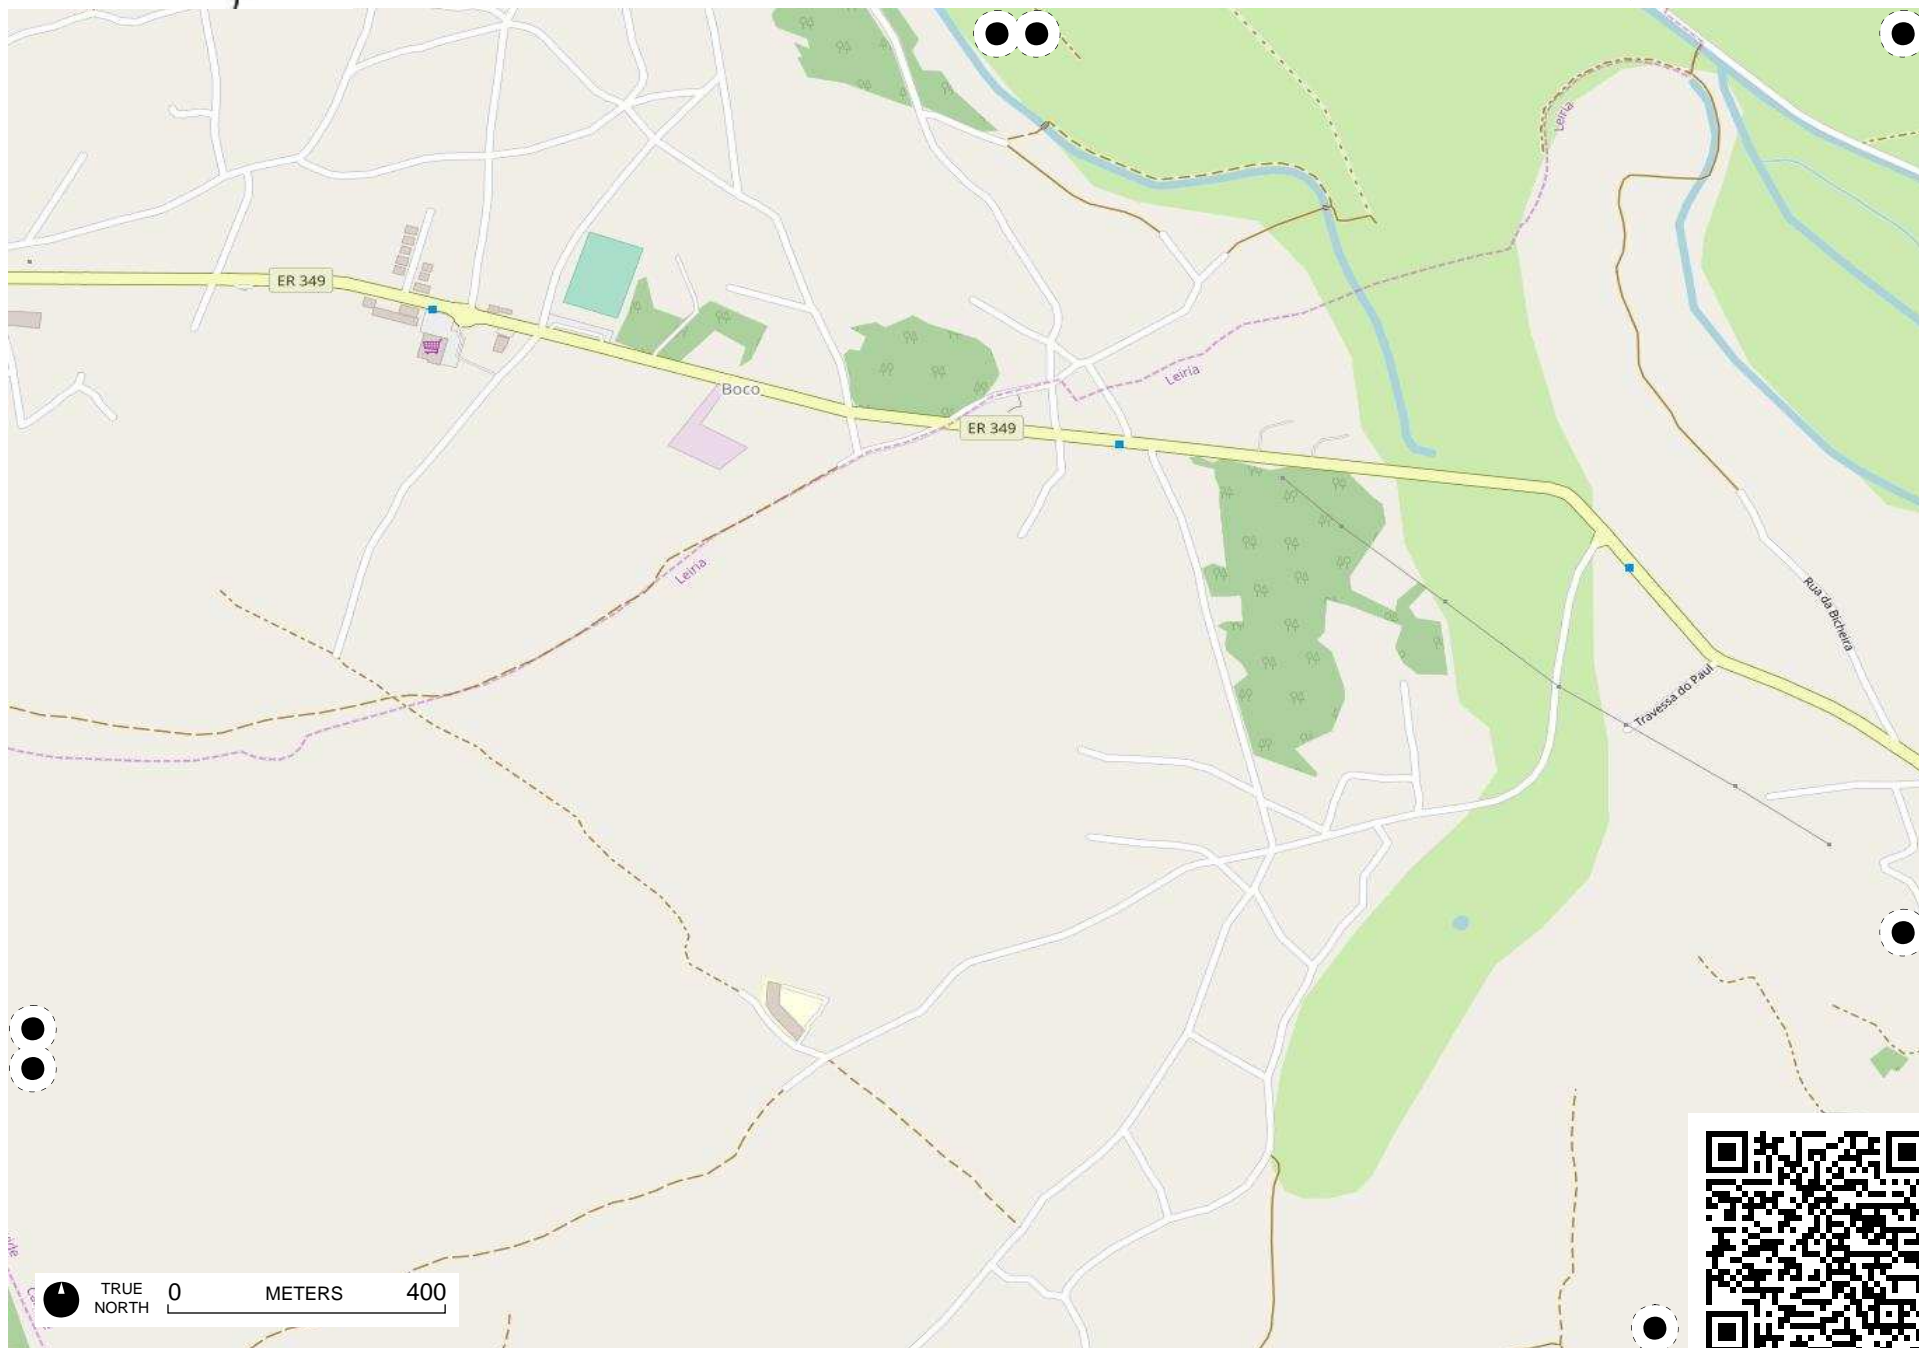 Leiria
ER 349
Leiria
Boco
ER 349
Leiria
Rua da Bicheira
Travessa do Paul
TRUE
NORTH
0 METERS 400